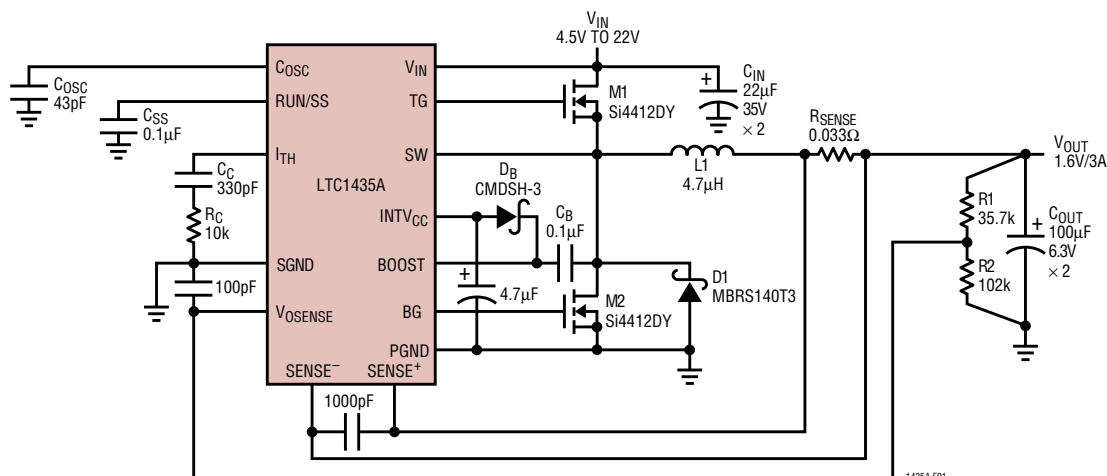 V_IN
4.5V TO 22V
C_OSC
43pF
C_SS
0.1µF
C_C
330pF
R_C
10k
100pF
C_OSC
RUN/SS
I_TH
SGND
V_OSENSE
SENSE⁻
SENSE⁺
LTC1435A
V_IN
TG
SW
INTV_CC
BOOST
BG
PGND
1000pF
D_B
CMDSH-3
C_B
0.1µF
+
4.7µF
M1
Si4412DY
M2
Si4412DY
+
C_IN
22µF
35V
× 2
L1
4.7µH
D1
MBRS140T3
R_SENSE
0.033Ω
V_OUT
1.6V/3A
R1
35.7k
R2
102k
+
C_OUT
100µF
6.3V
× 2
1435A F01